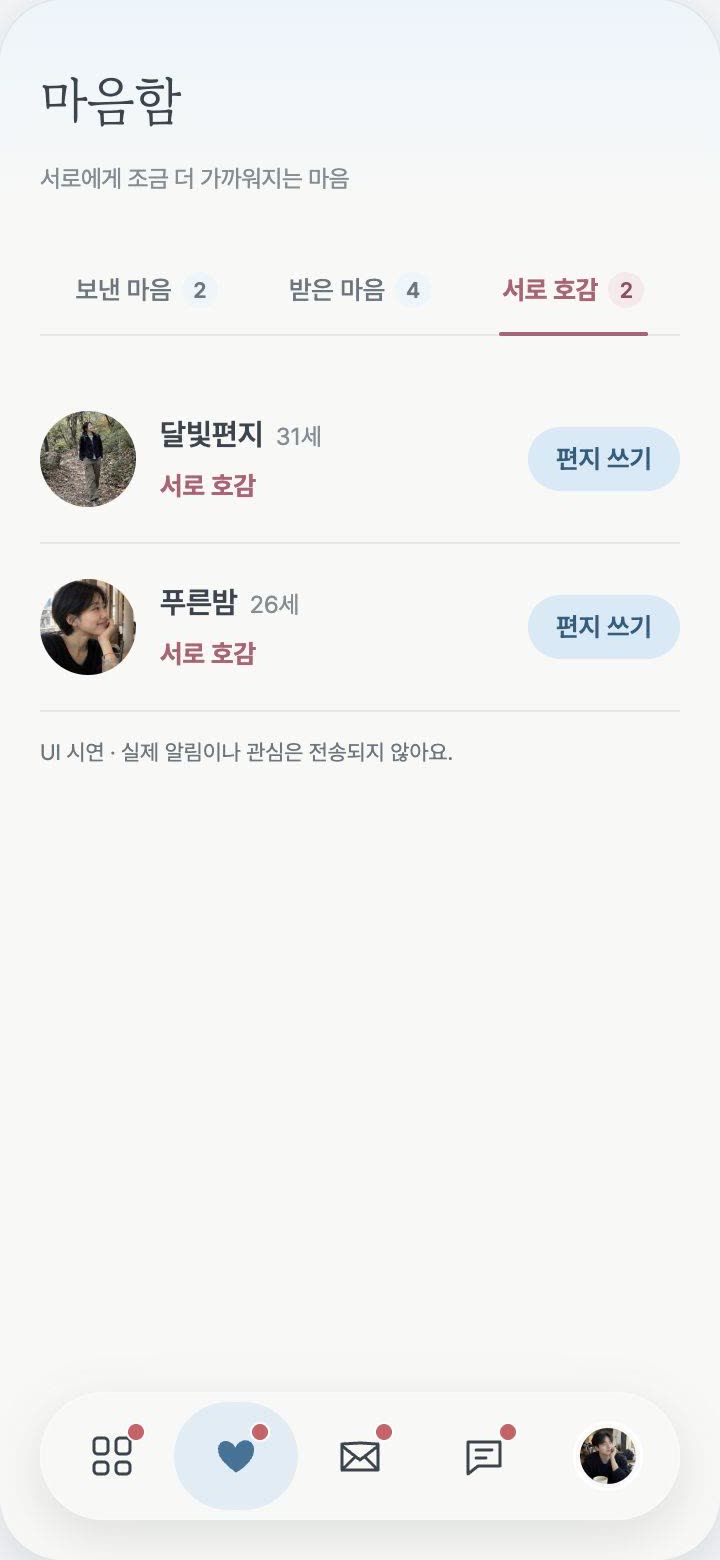 마음함
서로에게 조금 더 가까워지는 마음
보낸 마음 2 받은 마음 4 서로 호감 2
달빛편지 31세
서로 호감
편지 쓰기
푸른밤 26세
서로 호감
편지 쓰기
UI 시연 · 실제 알림이나 관심은 전송되지 않아요.